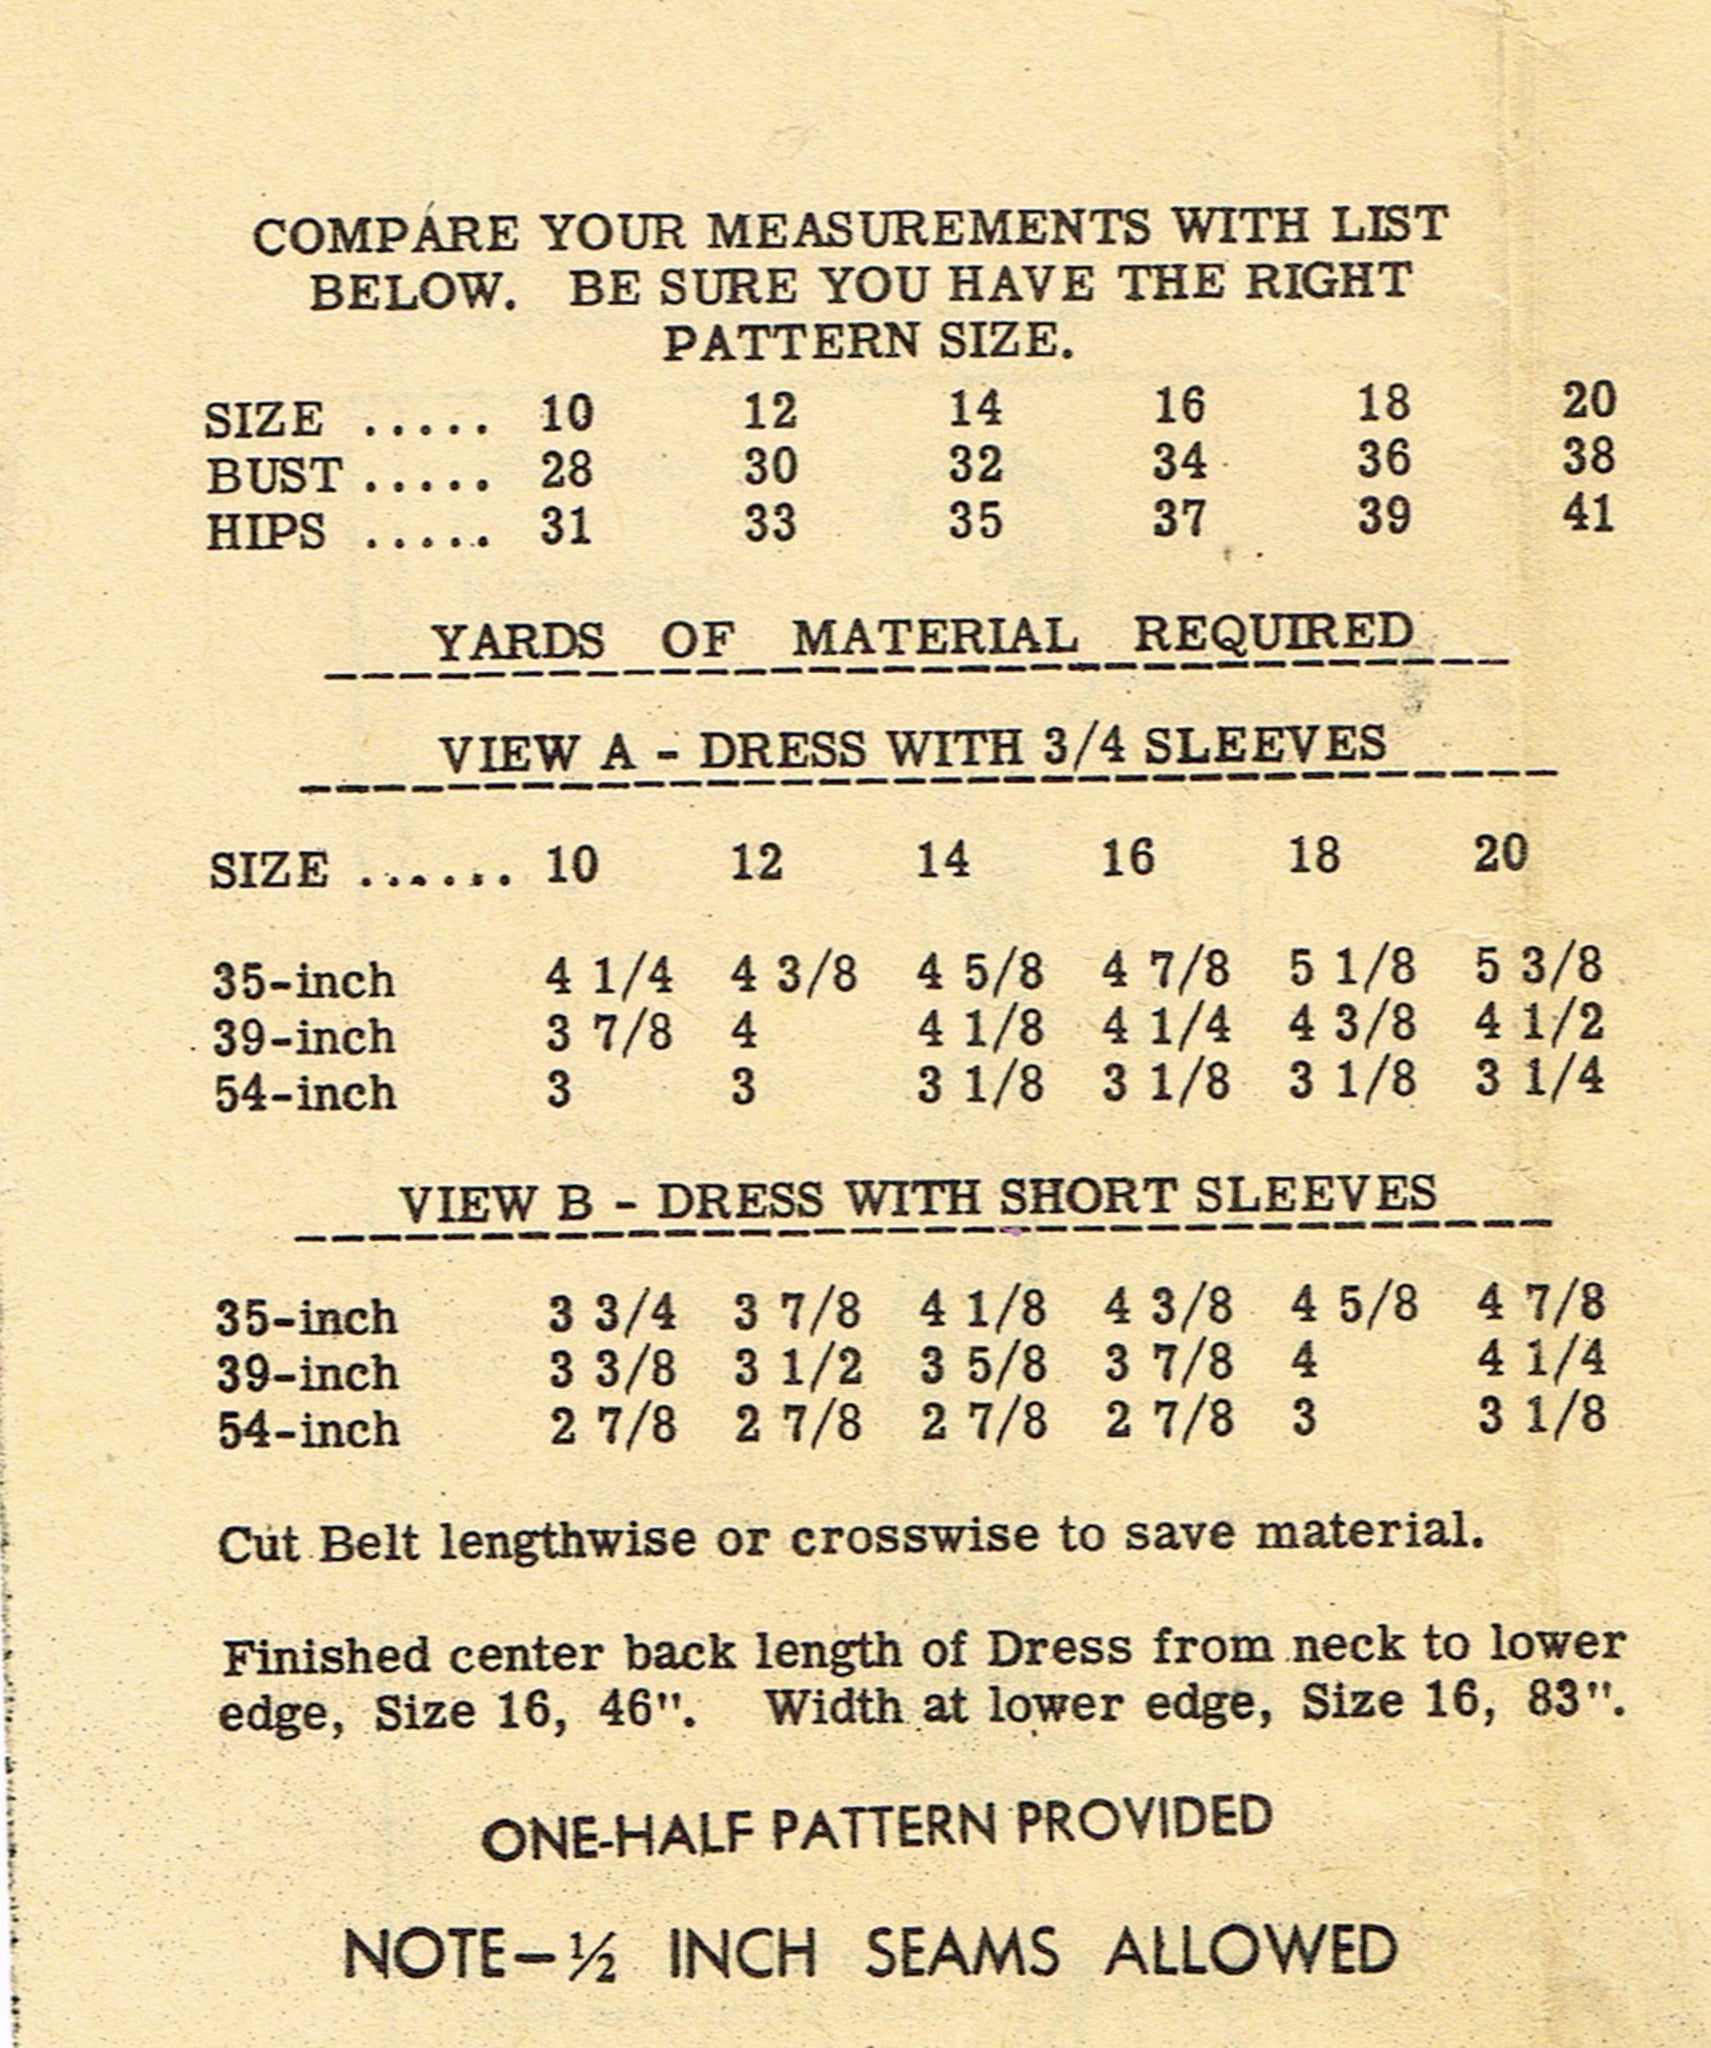 COMPARE YOUR MEASUREMENTS WITH LIST
BELOW. BE SURE YOU HAVE THE RIGHT
PATTERN SIZE.
SIZE ..... 10 12 14 16 18 20
BUST ..... 28 30 32 34 36 38
HIPS ..... 31 33 35 37 39 41
YARDS OF MATERIAL REQUIRED
VIEW A - DRESS WITH 3/4 SLEEVES
SIZE ...... 10 12 14 16 18 20
35-inch 4 1/4 4 3/8 4 5/8 4 7/8 5 1/8 5 3/8
39-inch 3 7/8 4 4 1/8 4 1/4 4 3/8 4 1/2
54-inch 3 3 3 1/8 3 1/8 3 1/8 3 1/4
VIEW B - DRESS WITH SHORT SLEEVES
35-inch 3 3/4 3 7/8 4 1/8 4 3/8 4 5/8 4 7/8
39-inch 3 3/8 3 1/2 3 5/8 3 7/8 4 4 1/4
54-inch 2 7/8 2 7/8 2 7/8 2 7/8 3 3 1/8
Cut Belt lengthwise or crosswise to save material.
Finished center back length of Dress from neck to lower
edge, Size 16, 46". Width at lower edge, Size 16, 83".
ONE-HALF PATTERN PROVIDED
NOTE-½ INCH SEAMS ALLOWED